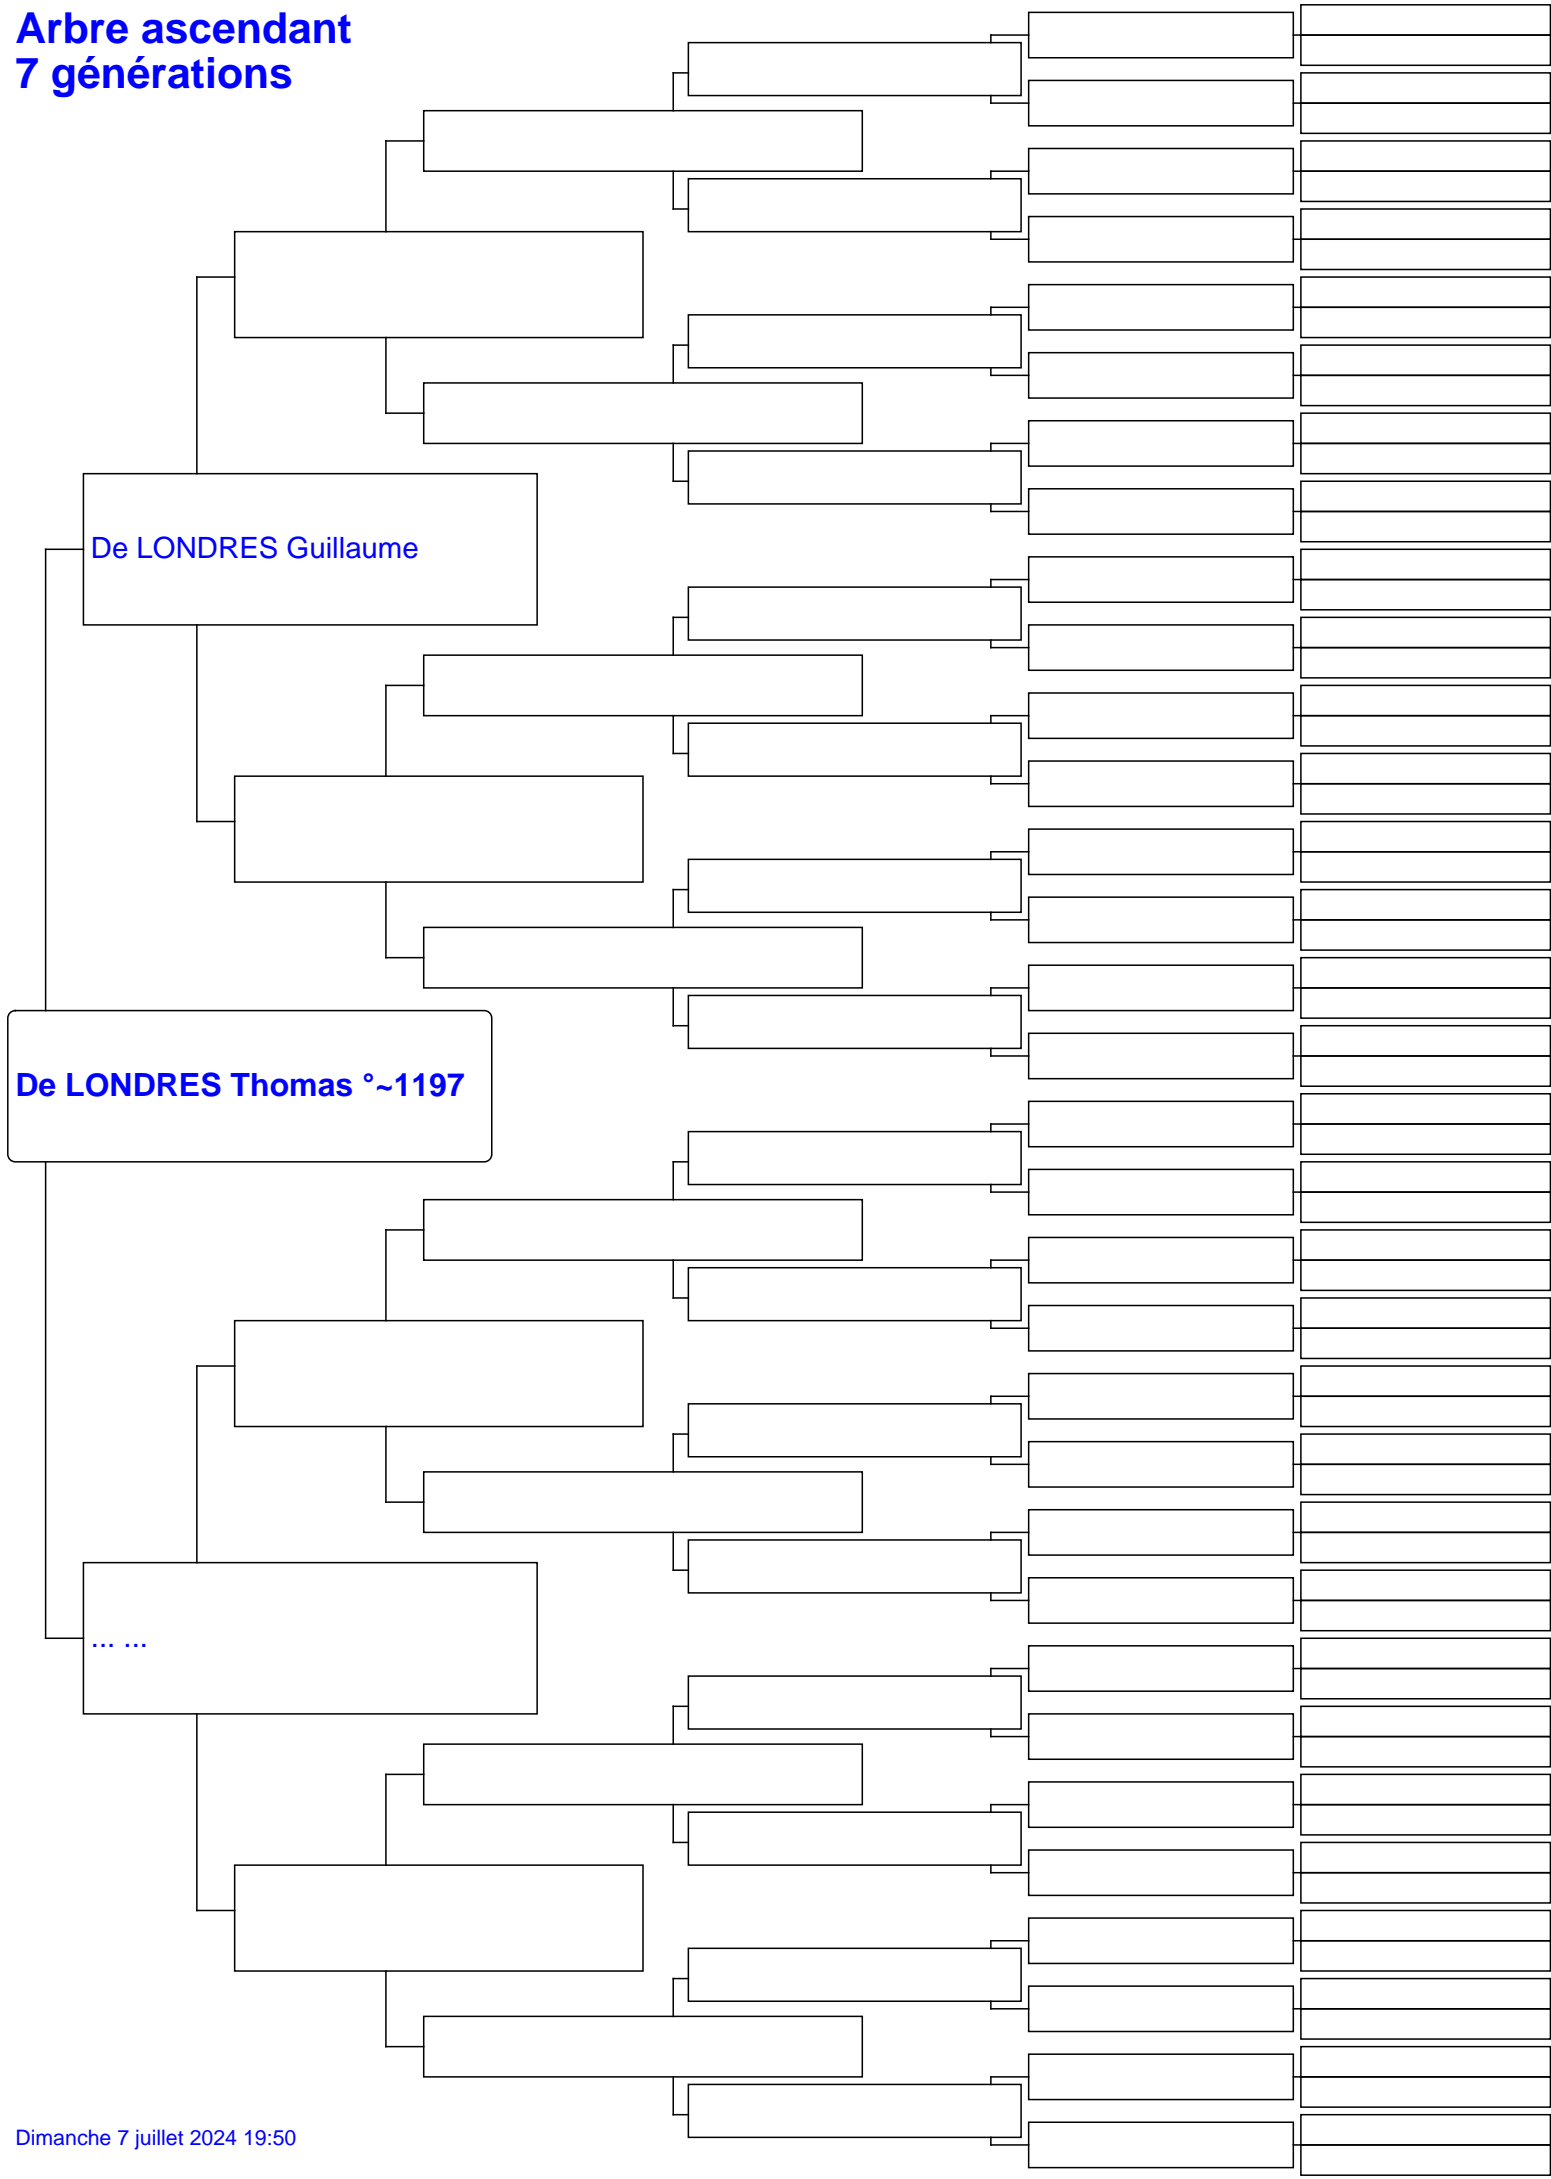 Arbre ascendant
7 générations
De LONDRES Guillaume
De LONDRES Thomas °~1197
... ...
Dimanche 7 juillet 2024 19:50